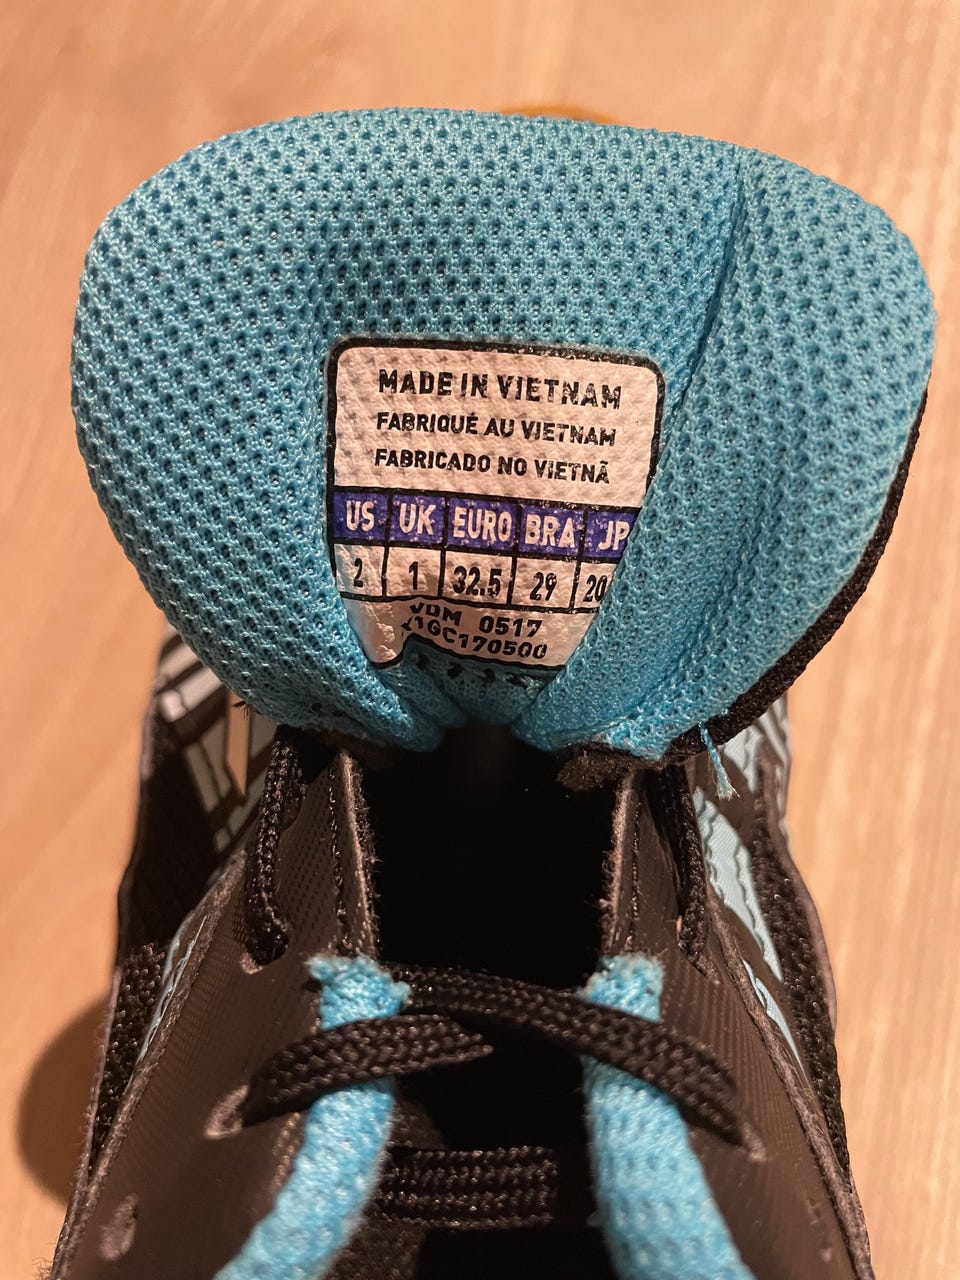 MADE IN VIETNAM
FABRIQUÉ AU VIETNAM
FABRICADO NO VIETNÃ
US UK EURO BRA JP
2 1 32.5 29 20
VDM 0517